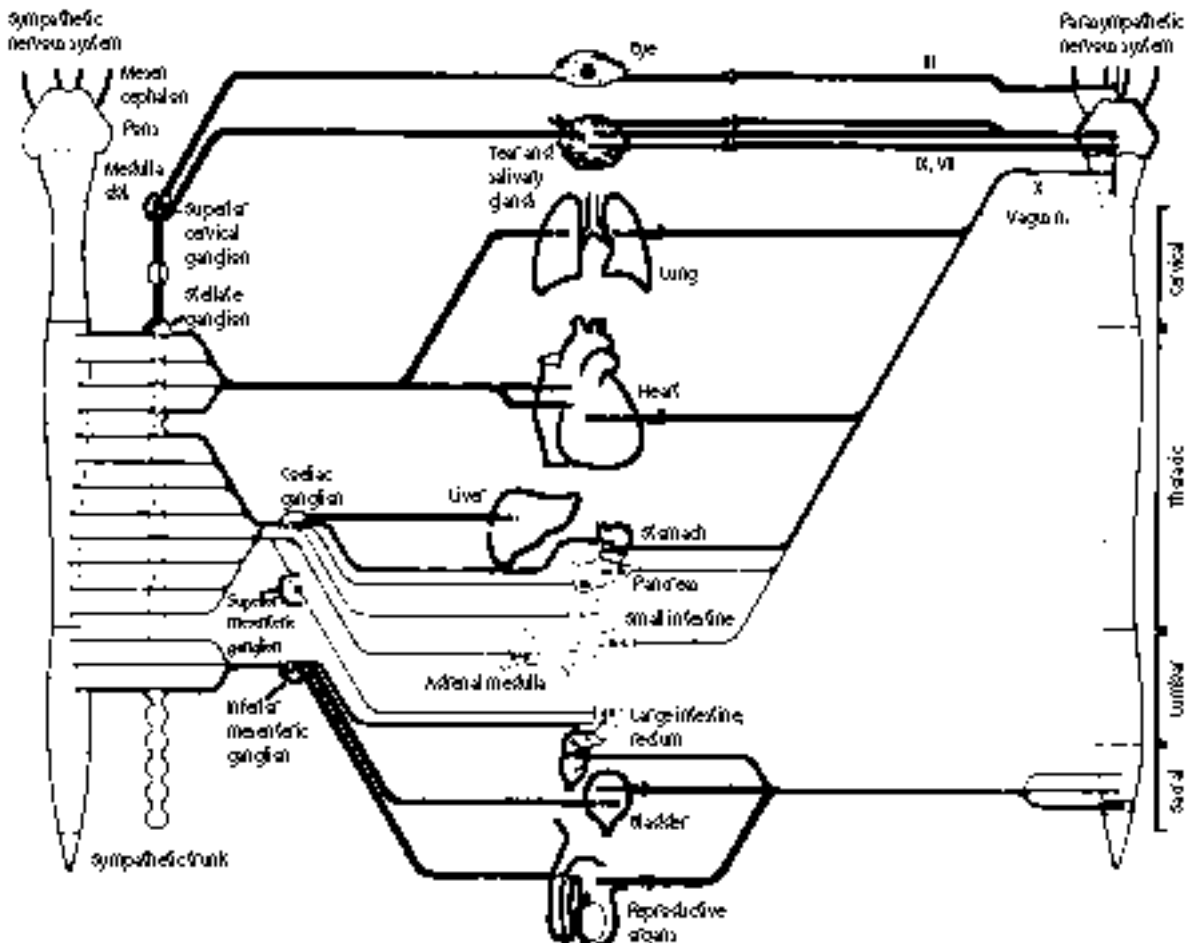 Sympathetic
nervous system
Mesen
cephalon
Pons
Medulla
obl.
Superior
cervical
ganglion
Stellate
ganglion
Eye
III
Parasympathetic
nervous system
Tear and
salivary
glands
IX, VII
X
Vagus n.
Lung
Heart
Cervical
Thoracic
Lumbar
Sacral
Coeliac
ganglion
Liver
Stomach
Pancreas
Small intestine
Superior
mesenteric
ganglion
Adrenal medulla
Inferior
mesenteric
ganglion
Large intestine,
rectum
Bladder
Sympathetic trunk
Reproductive
organs